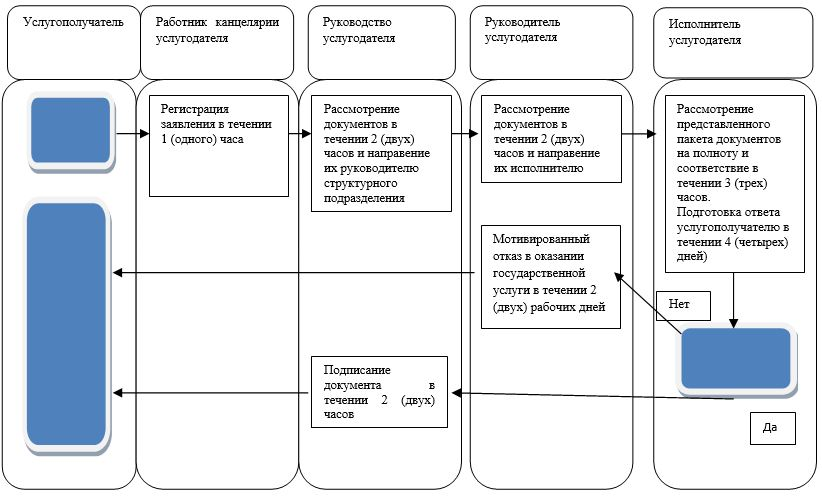 Услугополучатель
Работник канцелярии
услугодателя
Руководство
услугодателя
Руководитель
услугодателя
Исполнитель
услугодателя
Регистрация
заявления в течении
1 (одного) часа
Рассмотрение
документов в
течении 2 (двух)
часов и направение
их руководителю
структурного
подразделения
Рассмотрение
документов в
течении 2 (двух)
часов и направение
их исполнителю
Рассмотрение
представленного
пакета документов
на полноту и
соответствие в
течении 3 (трех)
часов.
Подготовка ответа
услугополучателю в
течении 4 (четырех)
дней)
Мотивированный
отказ в оказании
государственной
услуги в течении 2
(двух) рабочих дней
Нет
Подписание
документа в
течении 2 (двух)
часов
Да